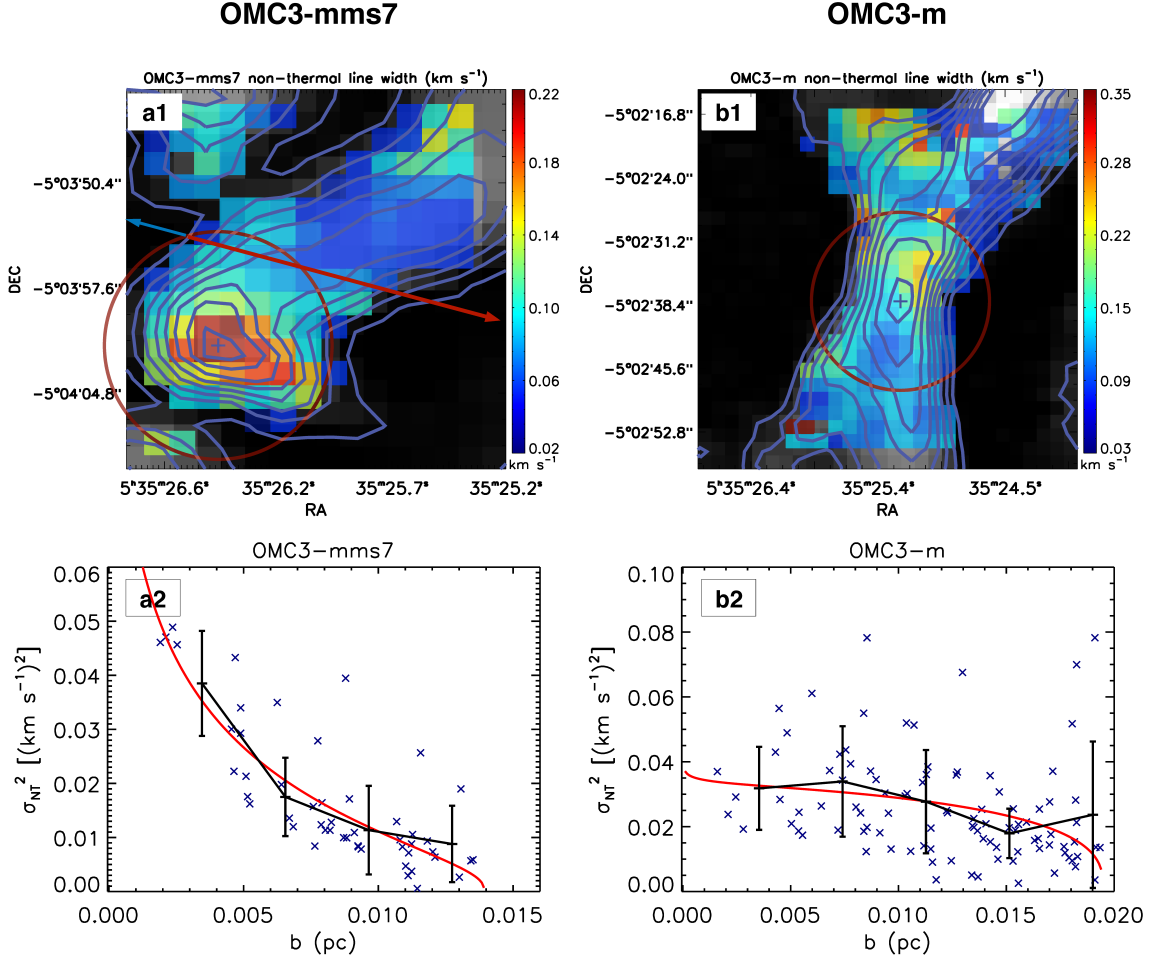 OMC3-mms7
OMC3-m
OMC3-mms7 non-thermal line width (km s⁻¹)
OMC3-m non-thermal line width (km s⁻¹)
a1
b1
0.22
0.18
0.14
0.10
0.06
0.02
km s⁻¹
0.35
0.28
0.22
0.15
0.09
0.03
km s⁻¹
-5°03'50.4"
-5°03'57.6"
-5°04'04.8"
DEC
-5°02'16.8"
-5°02'24.0"
-5°02'31.2"
-5°02'38.4"
-5°02'45.6"
-5°02'52.8"
DEC
5ʰ35ᵐ26.6ˢ 35ᵐ26.2ˢ 35ᵐ25.7ˢ 35ᵐ25.2ˢ
RA
5ʰ35ᵐ26.4ˢ 35ᵐ25.4ˢ 35ᵐ24.5ˢ
RA
OMC3-mms7
a2
0.06
0.05
0.04
0.03
0.02
0.01
0.00
σNT² [(km s⁻¹)²]
0.000 0.005 0.010 0.015
b (pc)
OMC3-m
b2
0.10
0.08
0.06
0.04
0.02
0.00
σNT² [(km s⁻¹)²]
0.000 0.005 0.010 0.015 0.020
b (pc)